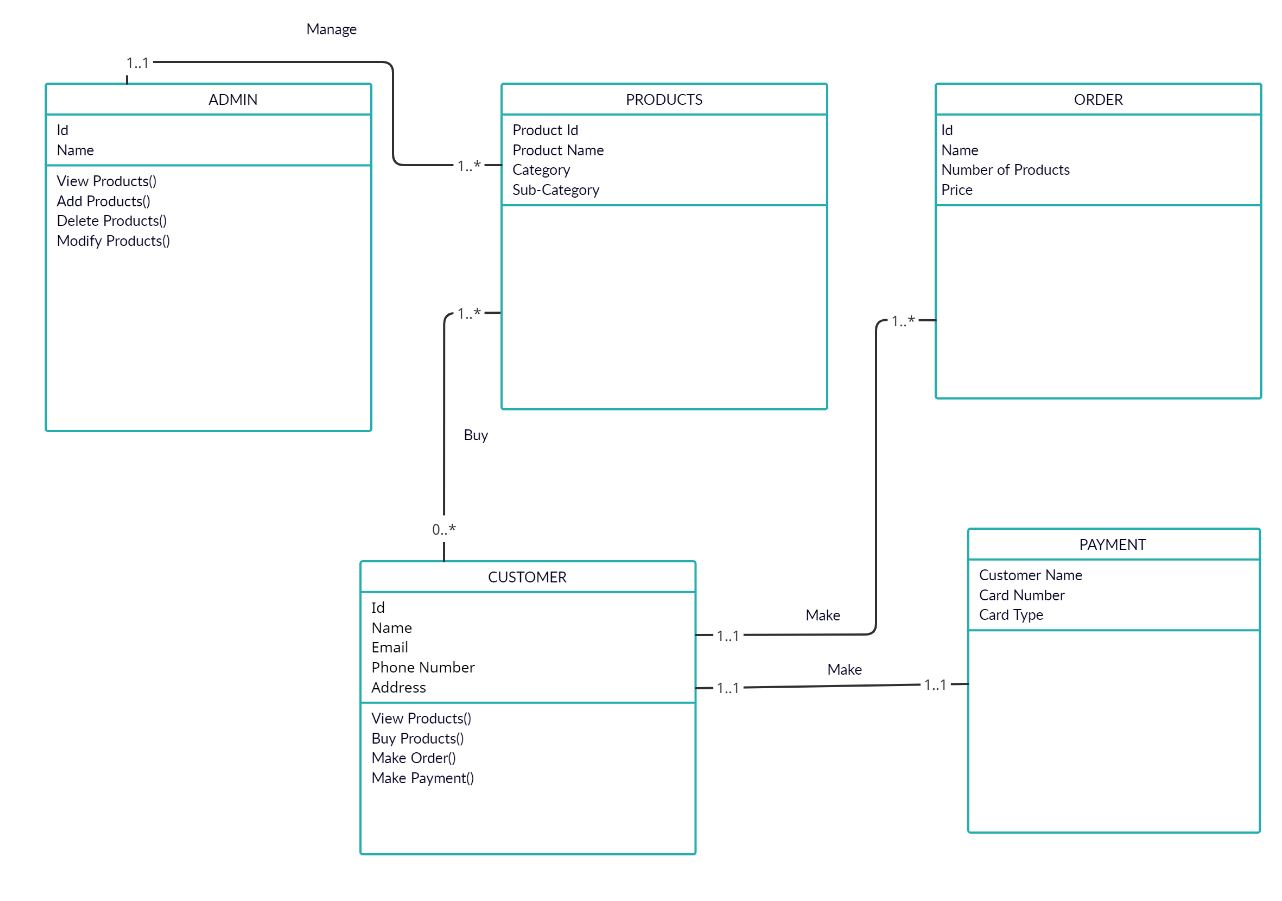 Manage
1..1
ADMIN
Id
Name
View Products()
Add Products()
Delete Products()
Modify Products()
1..*
PRODUCTS
Product Id
Product Name
Category
Sub-Category
ORDER
Id
Name
Number of Products
Price
1..*
1..*
Buy
0..*
CUSTOMER
Id
Name
Email
Phone Number
Address
View Products()
Buy Products()
Make Order()
Make Payment()
Make
1..1
Make
1..1
1..1
PAYMENT
Customer Name
Card Number
Card Type